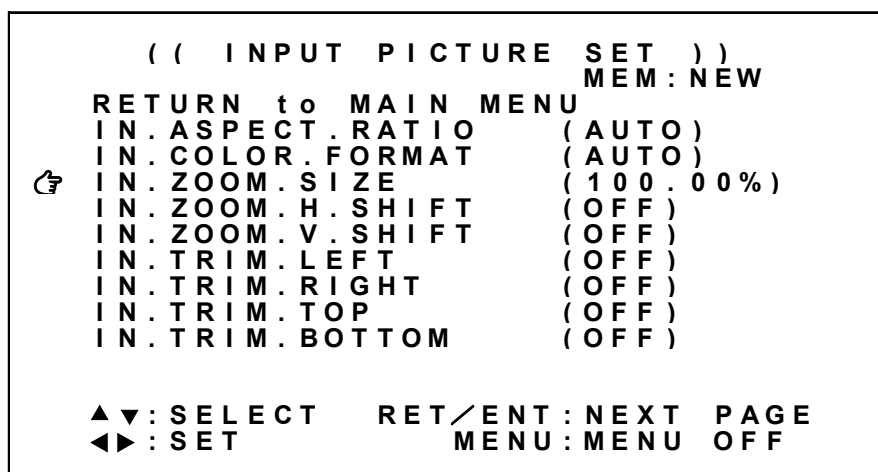 (( INPUT PICTURE SET ))
MEM:NEW
RETURN to MAIN MENU
IN.ASPECT.RATIO (AUTO)
IN.COLOR.FORMAT (AUTO)
IN.ZOOM.SIZE (100.00%)
IN.ZOOM.H.SHIFT (OFF)
IN.ZOOM.V.SHIFT (OFF)
IN.TRIM.LEFT (OFF)
IN.TRIM.RIGHT (OFF)
IN.TRIM.TOP (OFF)
IN.TRIM.BOTTOM (OFF)
▲▼:SELECT RET/ENT:NEXT PAGE
◀▶:SET MENU:MENU OFF